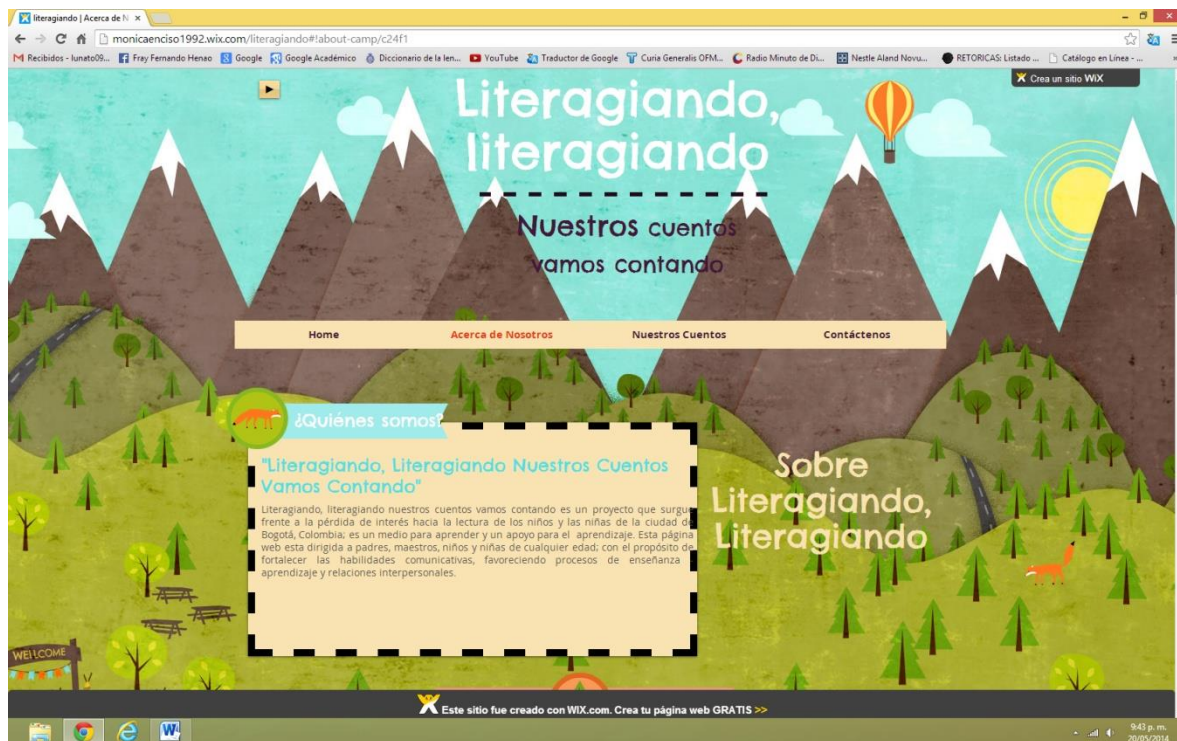 literagiando | Acerca de N
monicaenciso1992.wix.com/literagiando#!about-camp/c24f1
Recibidos - lunato09... Fray Fernando Henao Google Google Académico Diccionario de la len... YouTube Traductor de Google Curia Generalis OFM... Radio Minuto de Di... Nestle Aland Novu... RETORICAS: Listado ... Catálogo en Línea - ...
Crea un sitio WiX
Literagiando,
literagiando
Nuestros cuentos
vamos contando
Home Acerca de Nosotros Nuestros Cuentos Contáctenos
¿Quiénes somos?
"Literagiando, Literagiando Nuestros Cuentos
Vamos Contando"
Literagiando, literagiando nuestros cuentos vamos contando es un proyecto que surgue
frente a la pérdida de interés hacia la lectura de los niños y las niñas de la ciudad de
Bogotá, Colombia; es un medio para aprender y un apoyo para el aprendizaje. Esta página
web esta dirigida a padres, maestros, niños y niñas de cualquier edad; con el propósito de
fortalecer las habilidades comunicativas, favoreciendo procesos de enseñanza
aprendizaje y relaciones interpersonales.
Sobre
Literagiando,
Literagiando
WELLCOME
Este sitio fue creado con WIX.com. Crea tu página web GRATIS >>
9:43 p. m.
20/05/2014